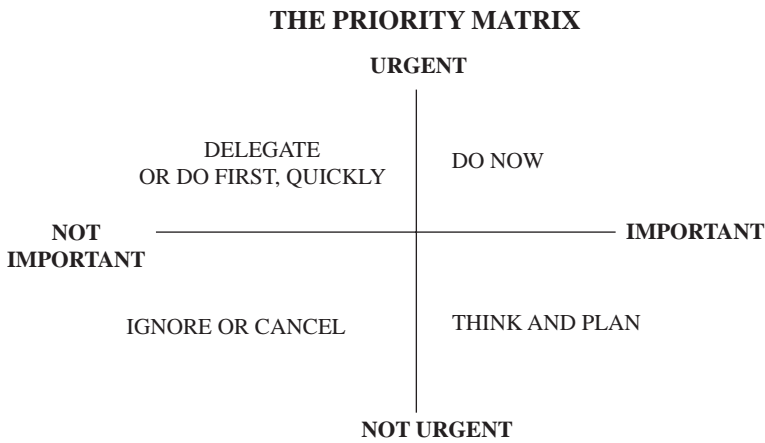 THE PRIORITY MATRIX
URGENT
DELEGATE
OR DO FIRST, QUICKLY
DO NOW
NOT
IMPORTANT
IMPORTANT
IGNORE OR CANCEL
THINK AND PLAN
NOT URGENT